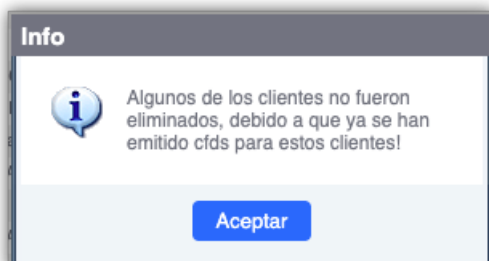 Info
Algunos de los clientes no fueron
eliminados, debido a que ya se han
emitido cfds para estos clientes!
Aceptar